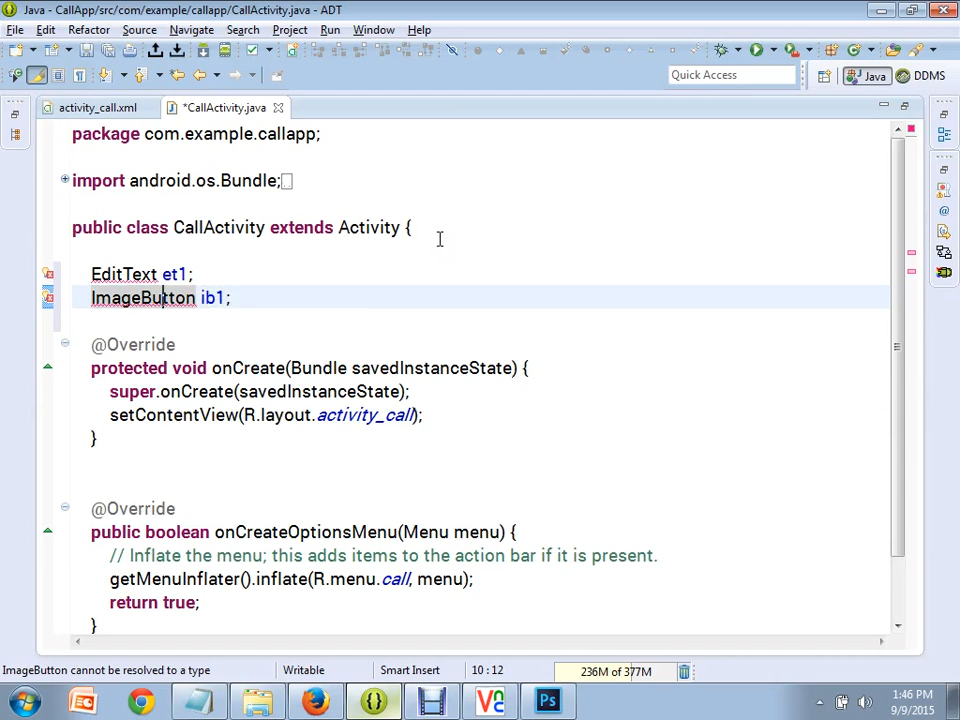 Java - CallApp/src/com/example/callapp/CallActivity.java - ADT
File Edit Refactor Source Navigate Search Project Run Window Help
Quick Access Java DDMS
activity_call.xml *CallActivity.java
package com.example.callapp;
import android.os.Bundle;
public class CallActivity extends Activity {
EditText et1;
ImageButton ib1;
@Override
protected void onCreate(Bundle savedInstanceState) {
super.onCreate(savedInstanceState);
setContentView(R.layout.activity_call);
}
@Override
public boolean onCreateOptionsMenu(Menu menu) {
// Inflate the menu; this adds items to the action bar if it is present.
getMenuInflater().inflate(R.menu.call, menu);
return true;
}
ImageButton cannot be resolved to a type Writable Smart Insert 10 : 12 236M of 377M
1:46 PM
9/9/2015